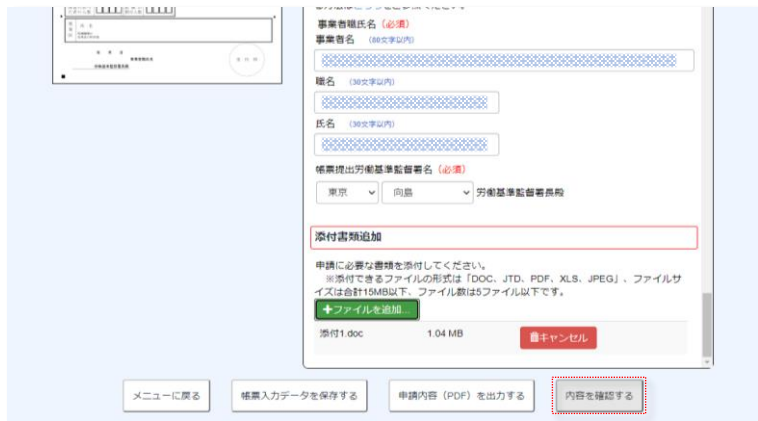 事業者職氏名（必須）
事業者名 （80文字以内）
職名 （30文字以内）
氏名 （30文字以内）
帳票提出労働基準監督署名（必須）
東京 向島 労働基準監督署長殿
添付書類追加
申請に必要な書類を添付してください。
※添付できるファイルの形式は「DOC、JTD、PDF、XLS、JPEG」、ファイルサ
イズは合計15MB以下、ファイル数は5ファイル以下です。
+ファイルを追加...
添付1.doc 1.04 MB キャンセル
メニューに戻る 帳票入力データを保存する 申請内容（PDF）を出力する 内容を確認する